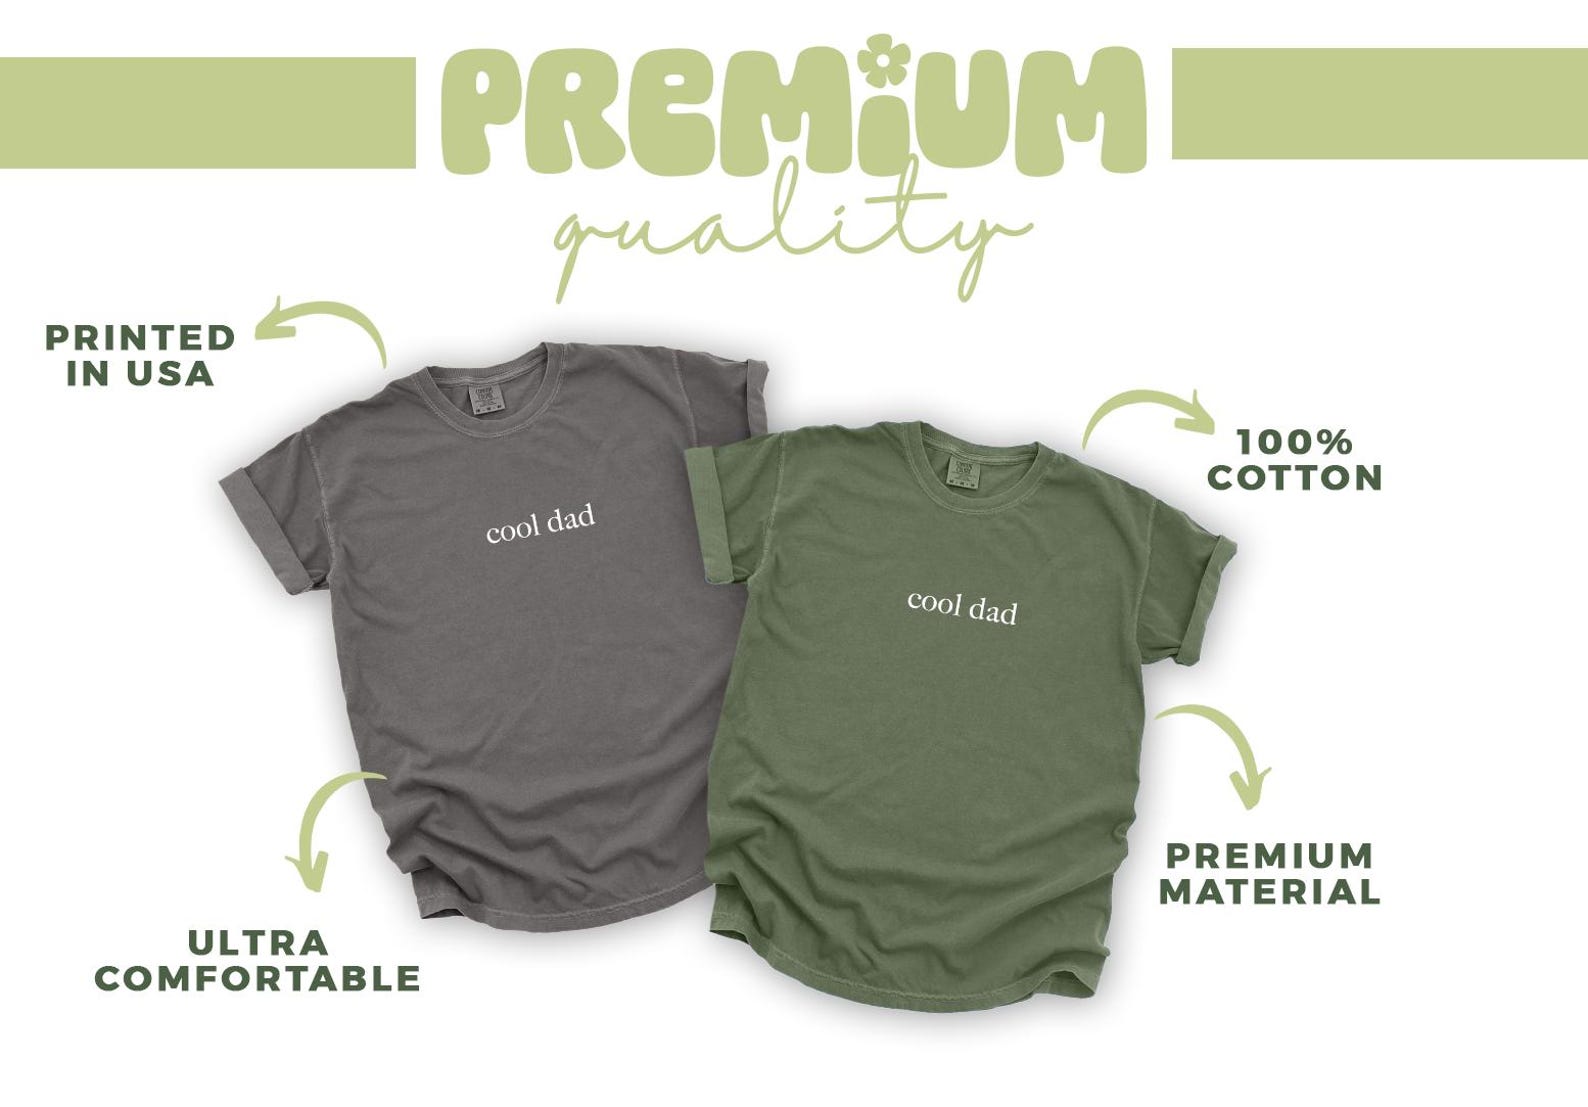 PREMiUM
quality
PRINTED
IN USA
cool dad
100%
COTTON
cool dad
PREMIUM
MATERIAL
ULTRA
COMFORTABLE